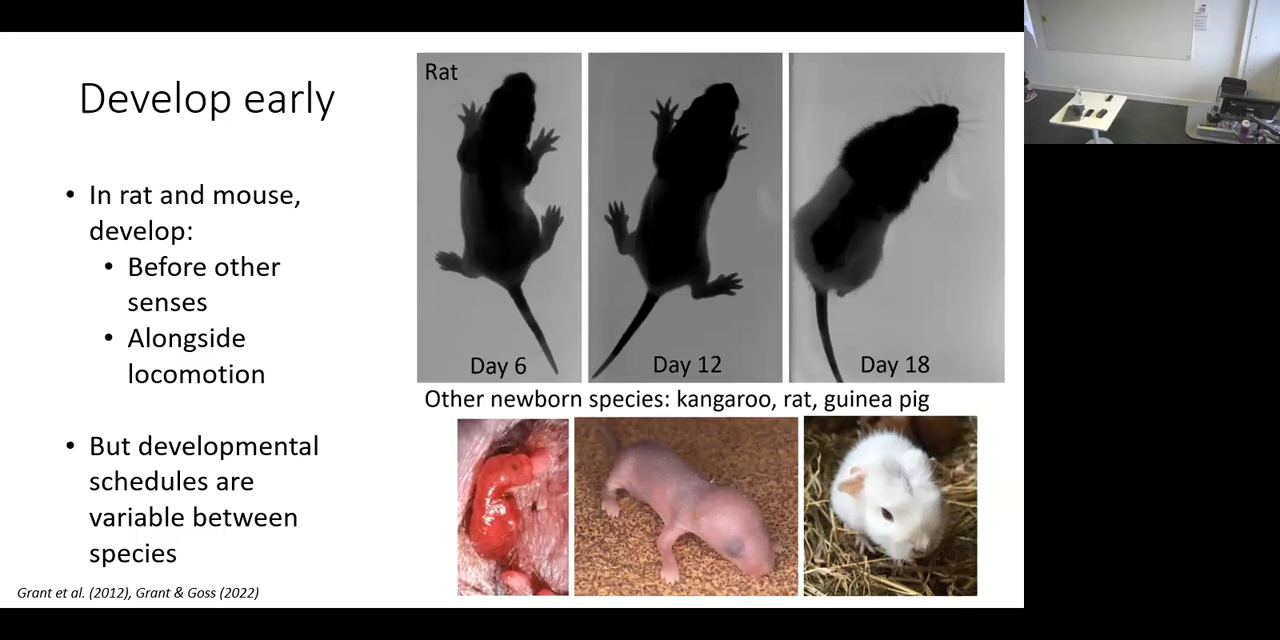 Develop early
• In rat and mouse,
develop:
• Before other
senses
• Alongside
locomotion
• But developmental
schedules are
variable between
species
Grant et al. (2012), Grant & Goss (2022)
Rat
Day 6
Day 12
Day 18
Other newborn species: kangaroo, rat, guinea pig